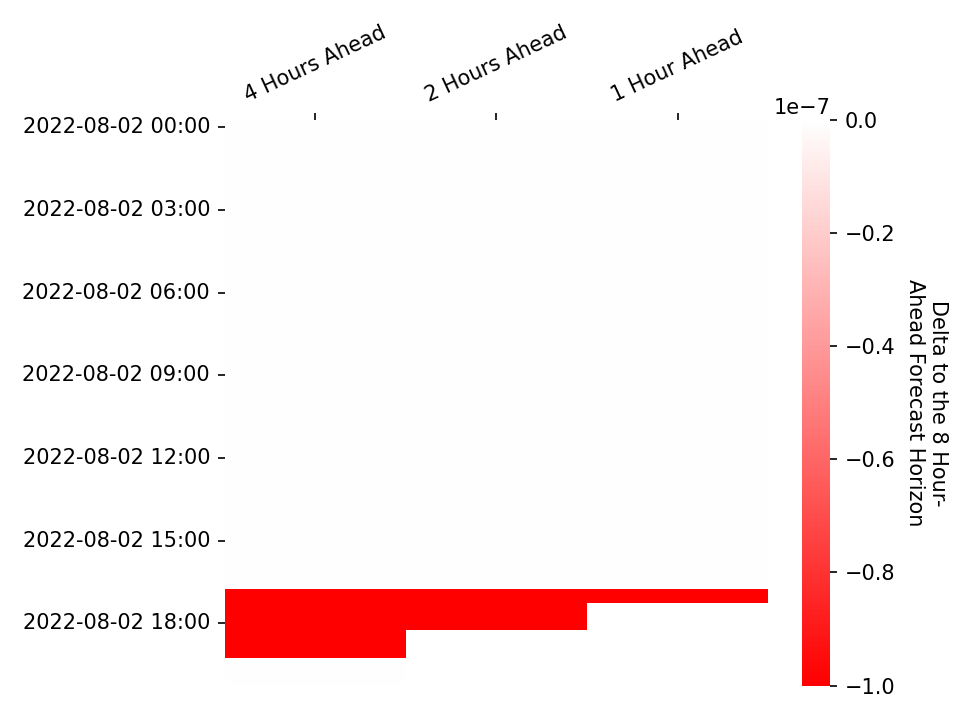 4 Hours Ahead
2 Hours Ahead
1 Hour Ahead
1e−7
2022-08-02 00:00
2022-08-02 03:00
2022-08-02 06:00
2022-08-02 09:00
2022-08-02 12:00
2022-08-02 15:00
2022-08-02 18:00
0.0
−0.2
−0.4
−0.6
−0.8
−1.0
Delta to the 8 Hour-
Ahead Forecast Horizon